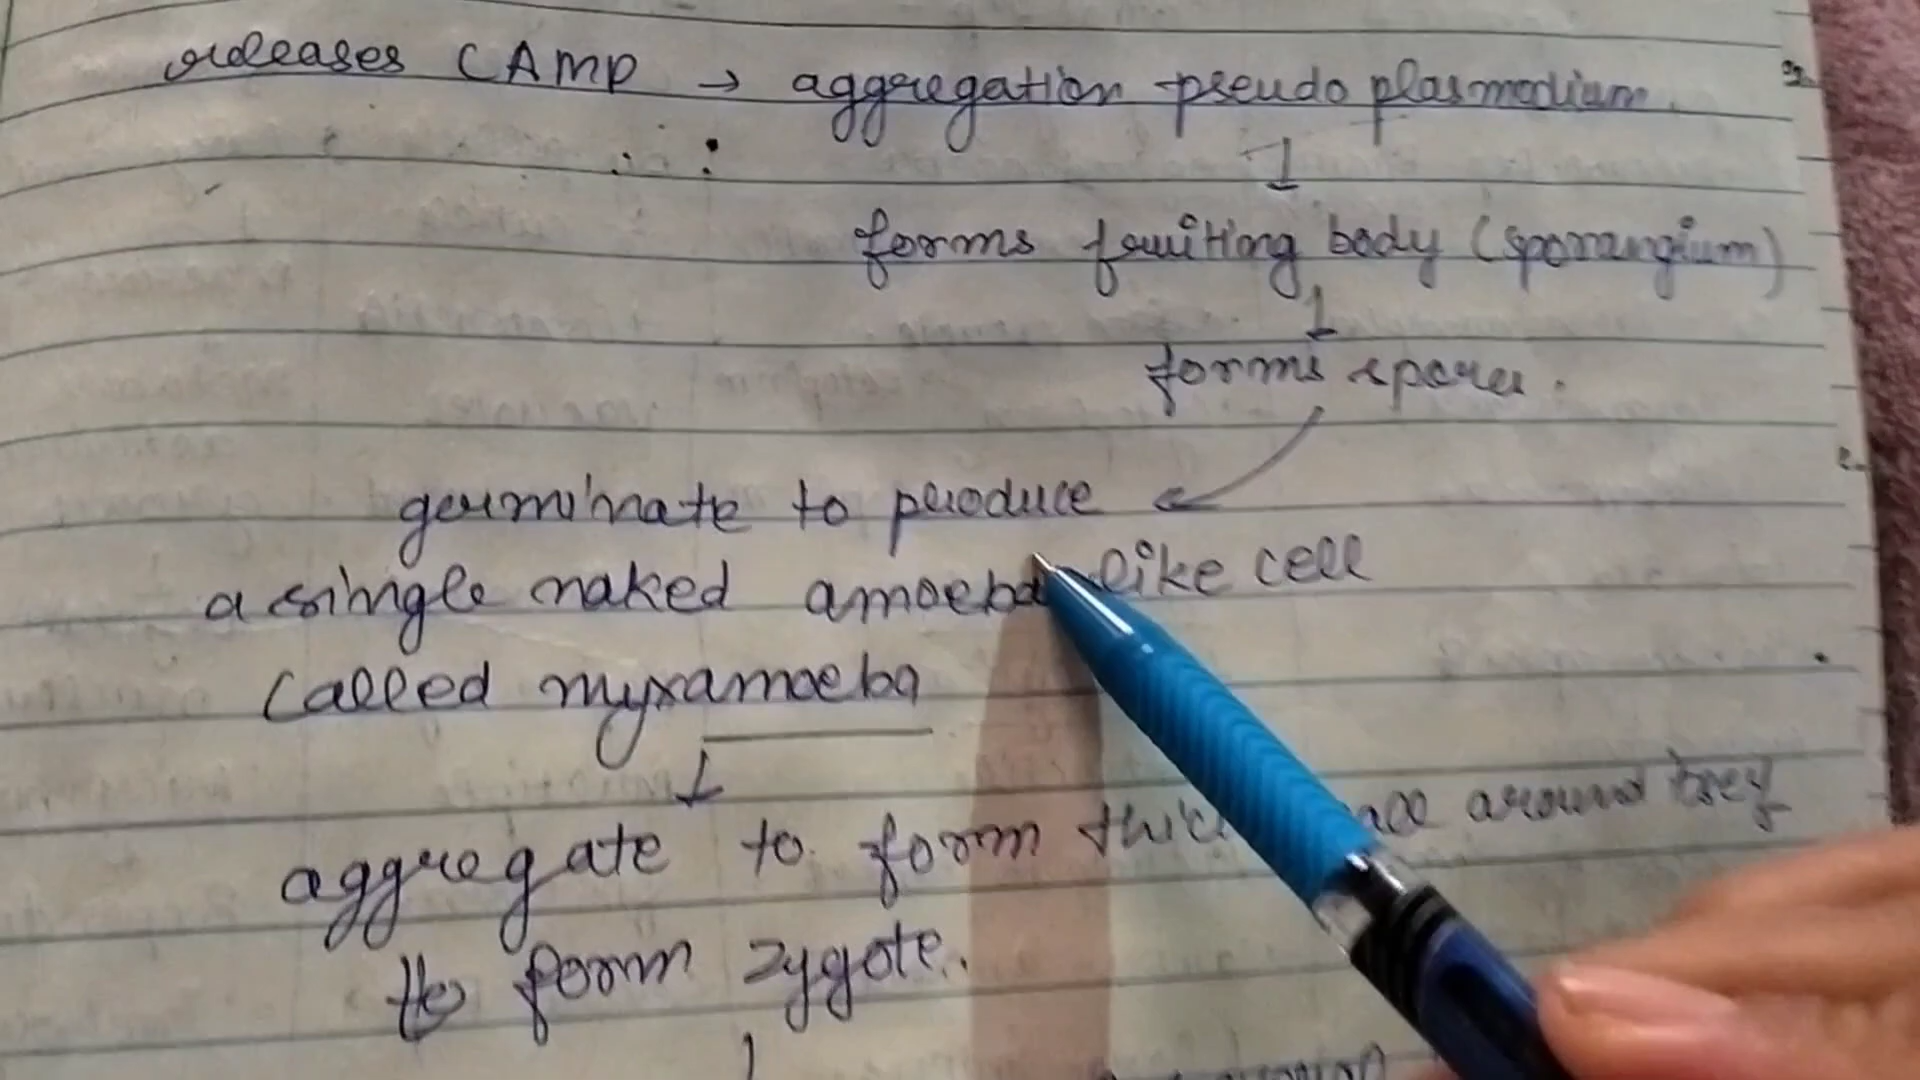 releases CAMP → aggregation pseudo plasmodium
↓
forms fruiting body (sporangium)
↓
forms spores.
germinate to produce ←
a single naked amoeba like cell
called myxamoeba
↓
aggregate to form around they
to form zygote.